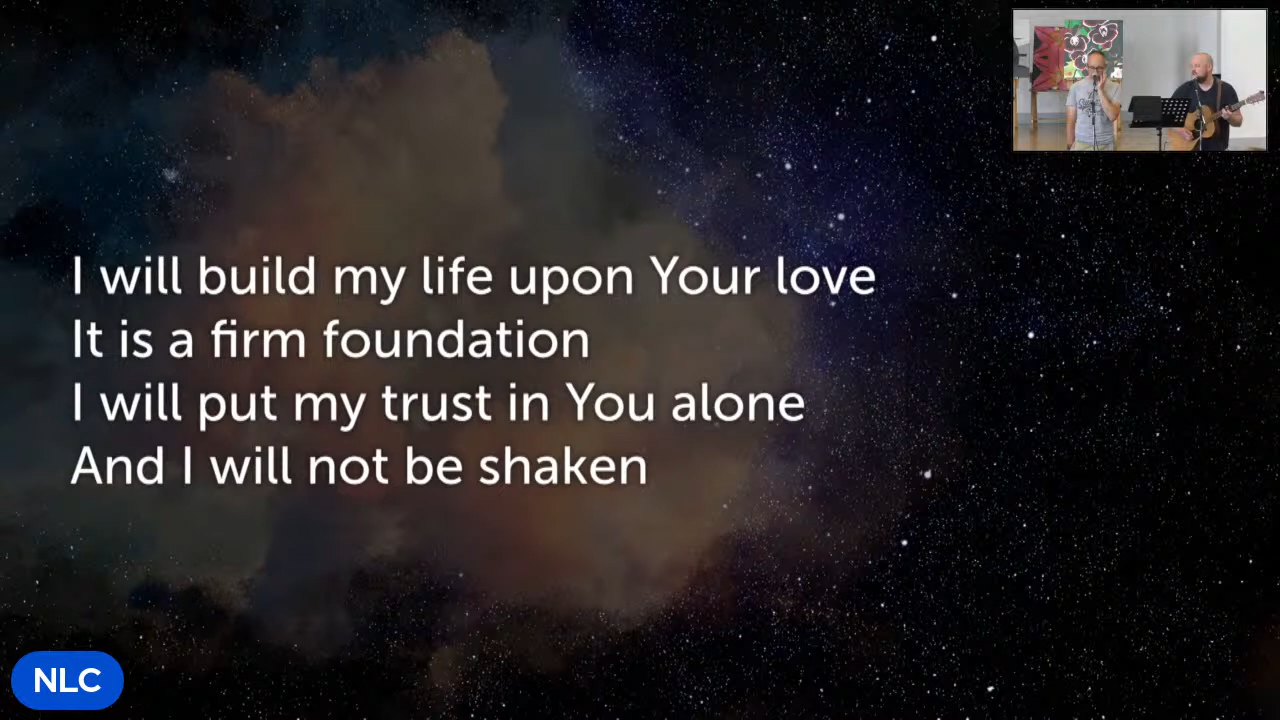 I will build my life upon Your love
It is a firm foundation
I will put my trust in You alone
And I will not be shaken
NLC